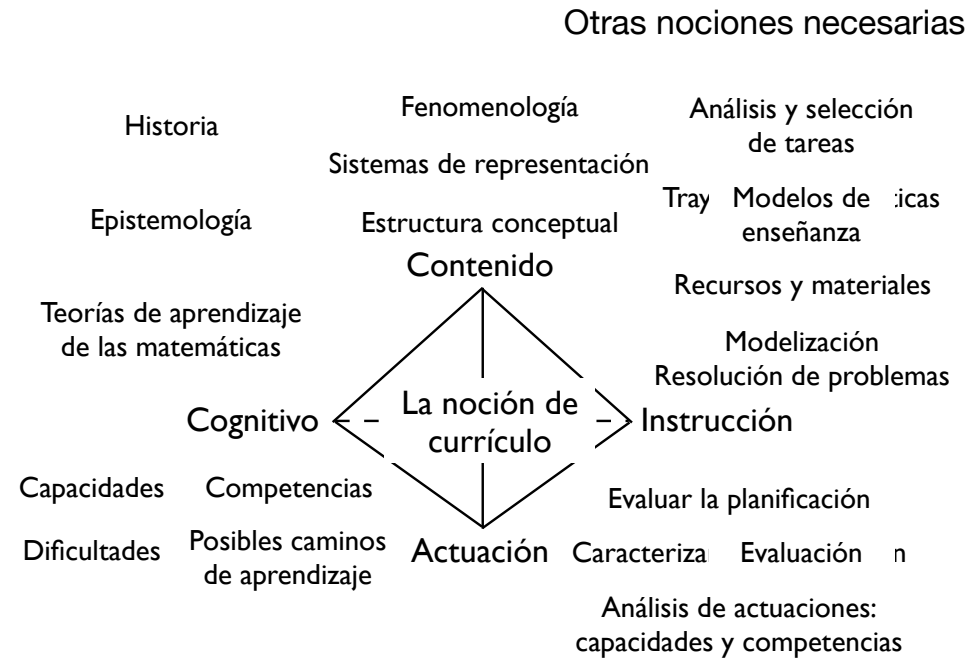 Otras nociones necesarias
Historia
Fenomenología
Análisis y selección
de tareas
Sistemas de representación
Epistemología
Estructura conceptual
Modelos de
enseñanza
Contenido
Recursos y materiales
Teorías de aprendizaje
de las matemáticas
Modelización
Resolución de problemas
Cognitivo
La noción de
currículo
Instrucción
Capacidades
Competencias
Evaluar la planificación
Dificultades
Posibles caminos
de aprendizaje
Actuación
Evaluación
Análisis de actuaciones:
capacidades y competencias